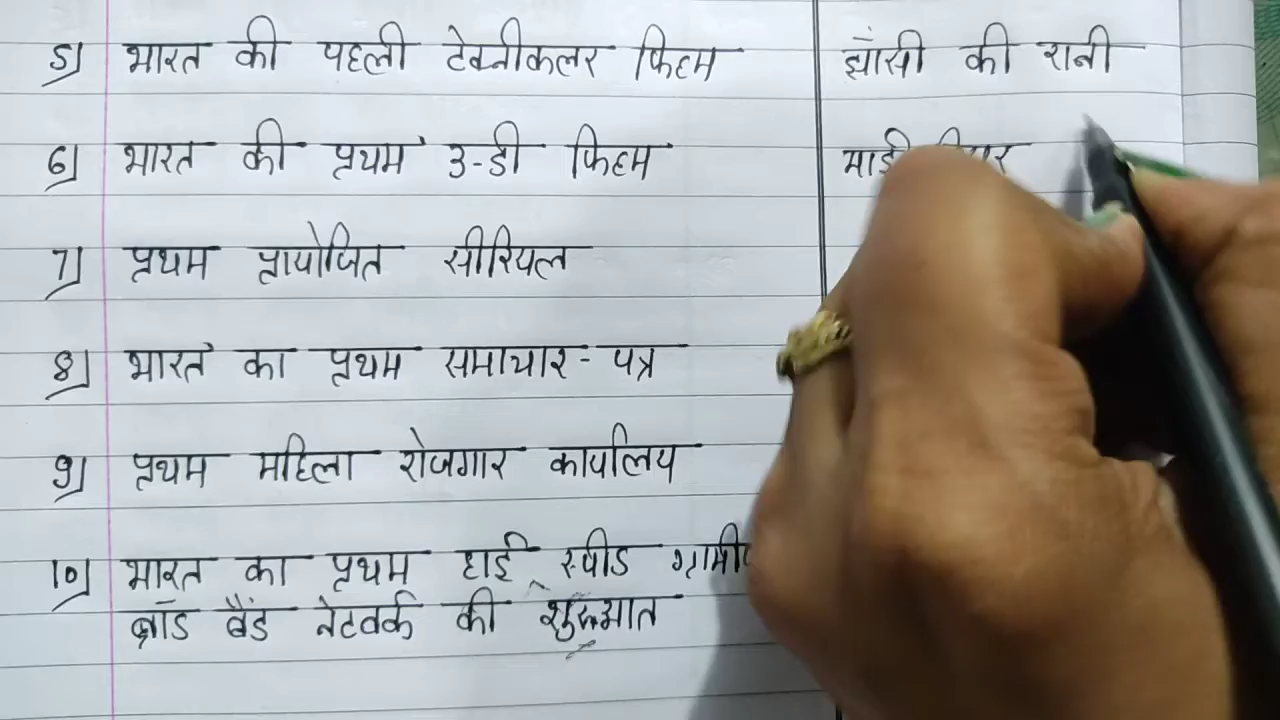 5) भारत की पहली टेक्नीकलर फिल्म झाँसी की रानी
6) भारत की प्रथम 3-डी फिल्म माई
7) प्रथम प्रायोजित सीरियल
8) भारत का प्रथम समाचार-पत्र
9) प्रथम महिला रोजगार कार्यालय
10) भारत का प्रथम हाई स्पीड
ब्रॉड बैंड नेटवर्क की शुरुआत